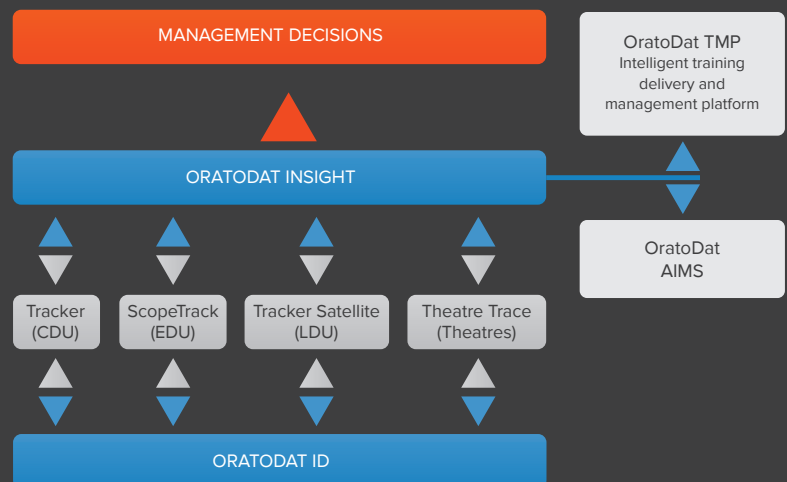 MANAGEMENT DECISIONS
OratoDat TMP
Intelligent training
delivery and
management platform
ORATODAT INSIGHT
OratoDat
AIMS
Tracker
(CDU)
ScopeTrack
(EDU)
Tracker Satellite
(LDU)
Theatre Trace
(Theatres)
ORATODAT ID